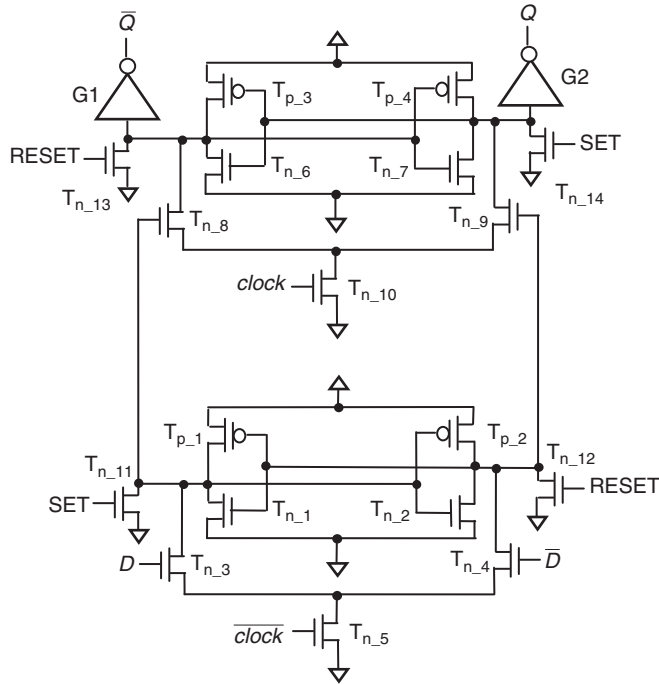 Q̅ Q
G1 T_p_3 T_p_4 G2
RESET T_n_6 T_n_7 SET
T_n_13 T_n_8 T_n_9 T_n_14
clock T_n_10
T_p_1 T_p_2
T_n_11 T_n_12
SET T_n_1 T_n_2 RESET
D T_n_3 T_n_4 D̅
c̅l̅o̅c̅k̅ T_n_5